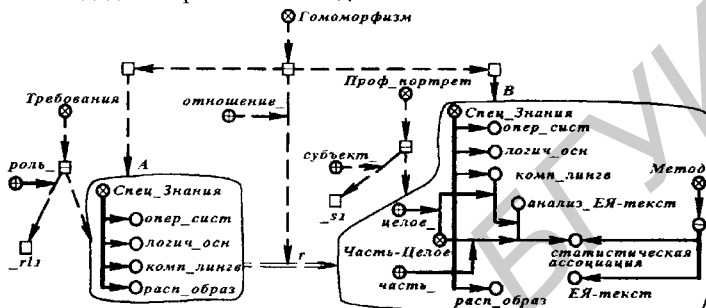 Гомоморфизм
Проф_портрет
B
Требования
отношение_
Спец_Знания
опер_сист
роль_
A
субъект_
логич_осн
Метод
комп_лингв
Спец_Знания
_s1
анализ_ЕЯ-текст
целое_
опер_сист
_rl1
логич_осн
Часть-Целое
статистическая
ассоциация
комп_лингв
r
часть_
ЕЯ-текст
расп_образ
расп_образ
БГУИ